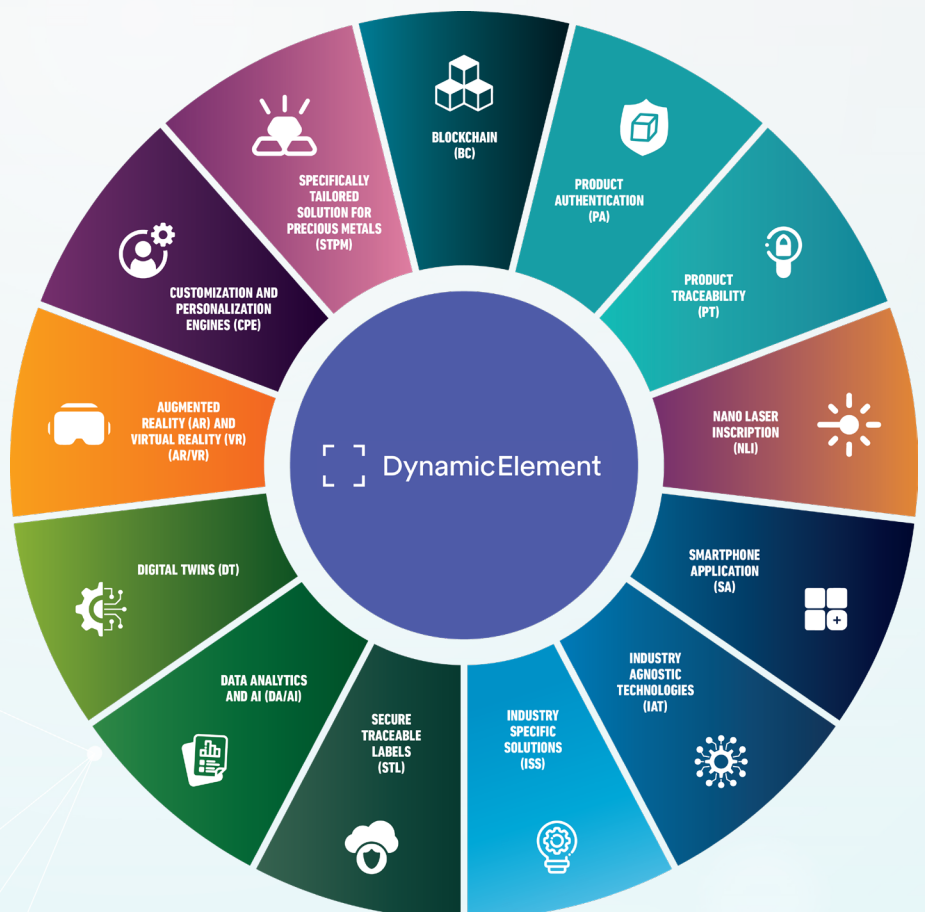 BLOCKCHAIN
(BC)
PRODUCT
AUTHENTICATION
(PA)
PRODUCT
TRACEABILITY
(PT)
NANO LASER
INSCRIPTION
(NLI)
SMARTPHONE
APPLICATION
(SA)
INDUSTRY
AGNOSTIC
TECHNOLOGIES
(IAT)
INDUSTRY
SPECIFIC
SOLUTIONS
(ISS)
SECURE
TRACEABLE
LABELS
(STL)
DATA ANALYTICS
AND AI (DA/AI)
DIGITAL TWINS (DT)
AUGMENTED
REALITY (AR) AND
VIRTUAL REALITY (VR)
(AR/VR)
CUSTOMIZATION AND
PERSONALIZATION
ENGINES (CPE)
SPECIFICALLY
TAILORED
SOLUTION FOR
PRECIOUS METALS
(STPM)
DynamicElement